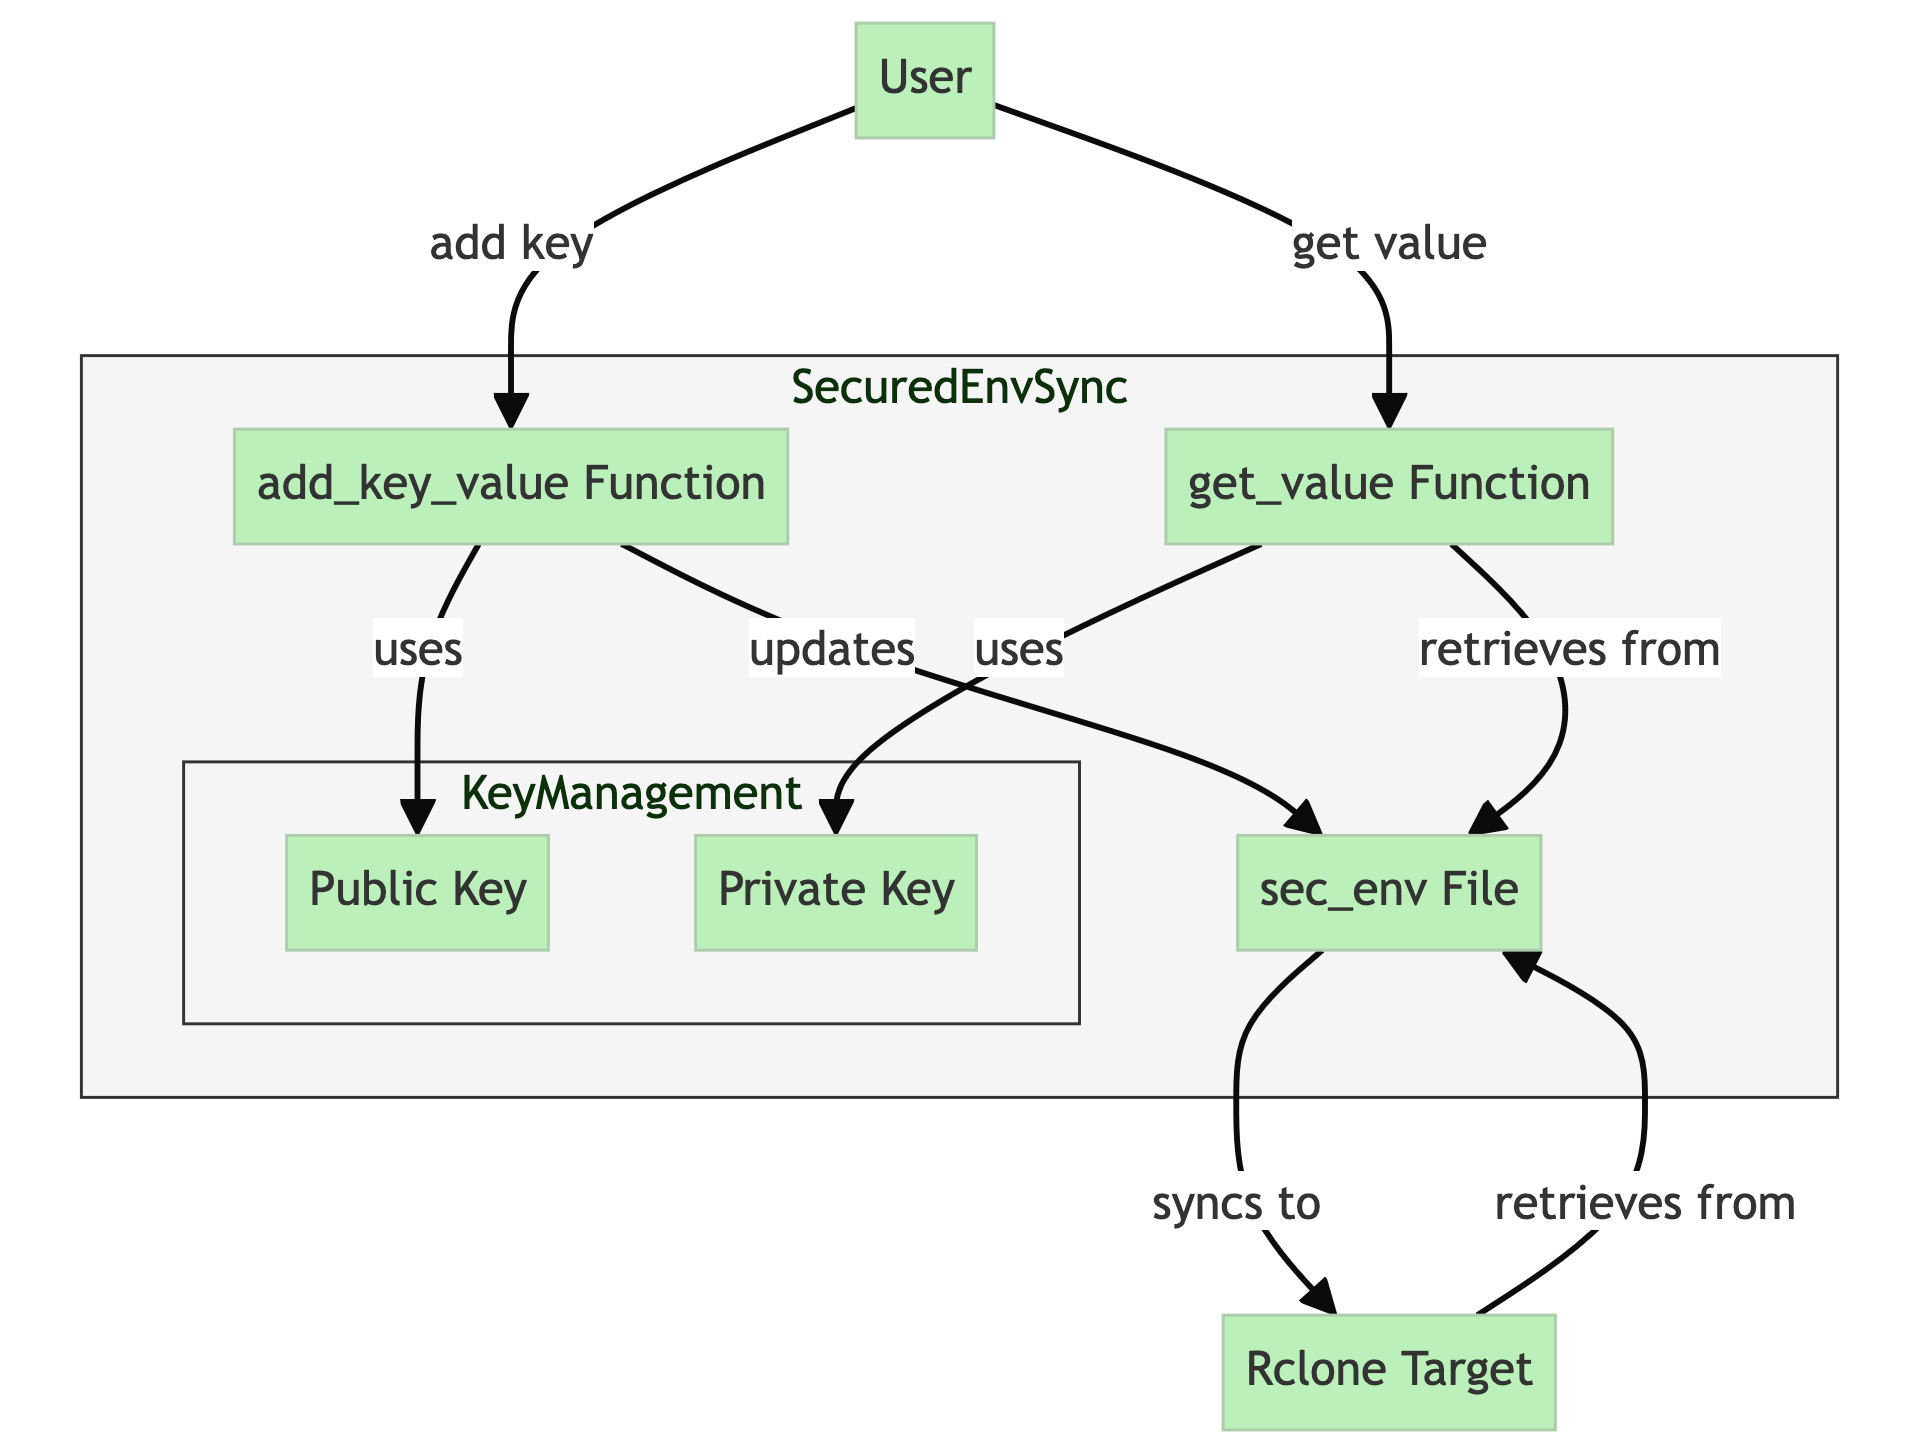 User
add key
get value
SecuredEnvSync
add_key_value Function
get_value Function
uses
updates
uses
retrieves from
KeyManagement
Public Key
Private Key
sec_env File
syncs to
retrieves from
Rclone Target